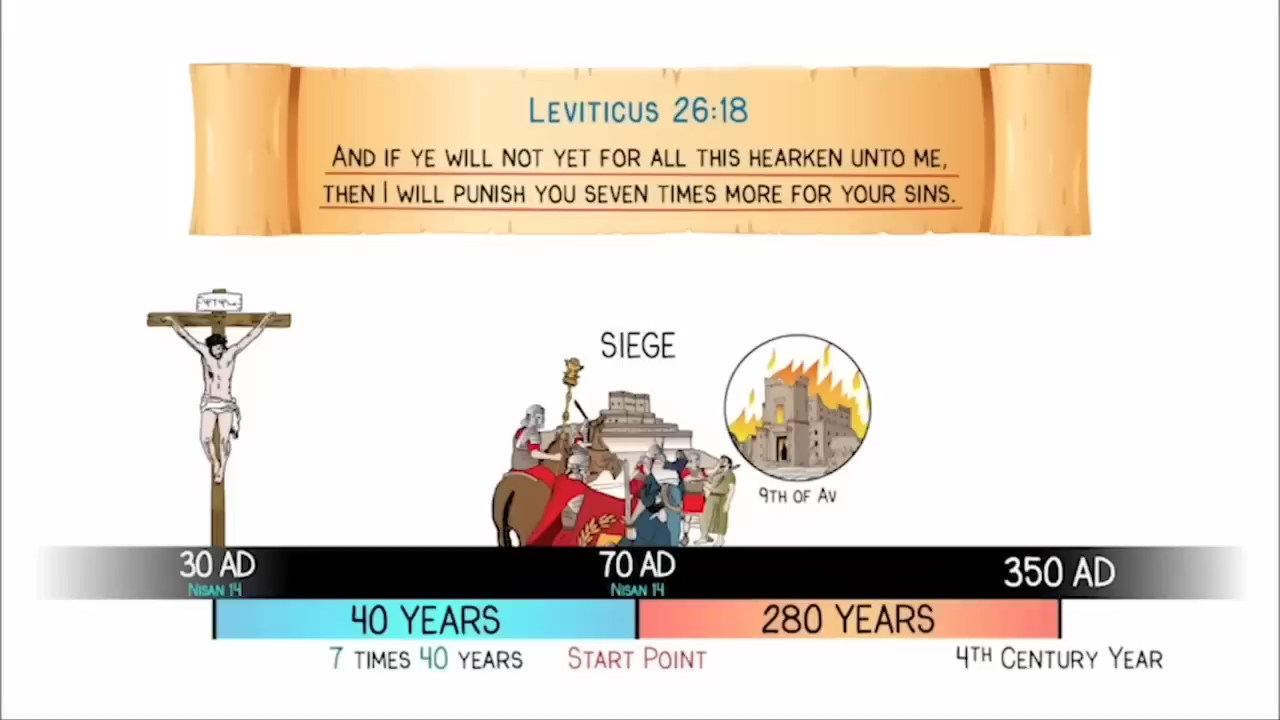 LEVITICUS 26:18
AND IF YE WILL NOT YET FOR ALL THIS HEARKEN UNTO ME,
THEN I WILL PUNISH YOU SEVEN TIMES MORE FOR YOUR SINS.
SIEGE
9TH OF AV
30 AD
NISAN 14
70 AD
NISAN 14
350 AD
40 YEARS
280 YEARS
7 TIMES 40 YEARS
START POINT
4TH CENTURY YEAR